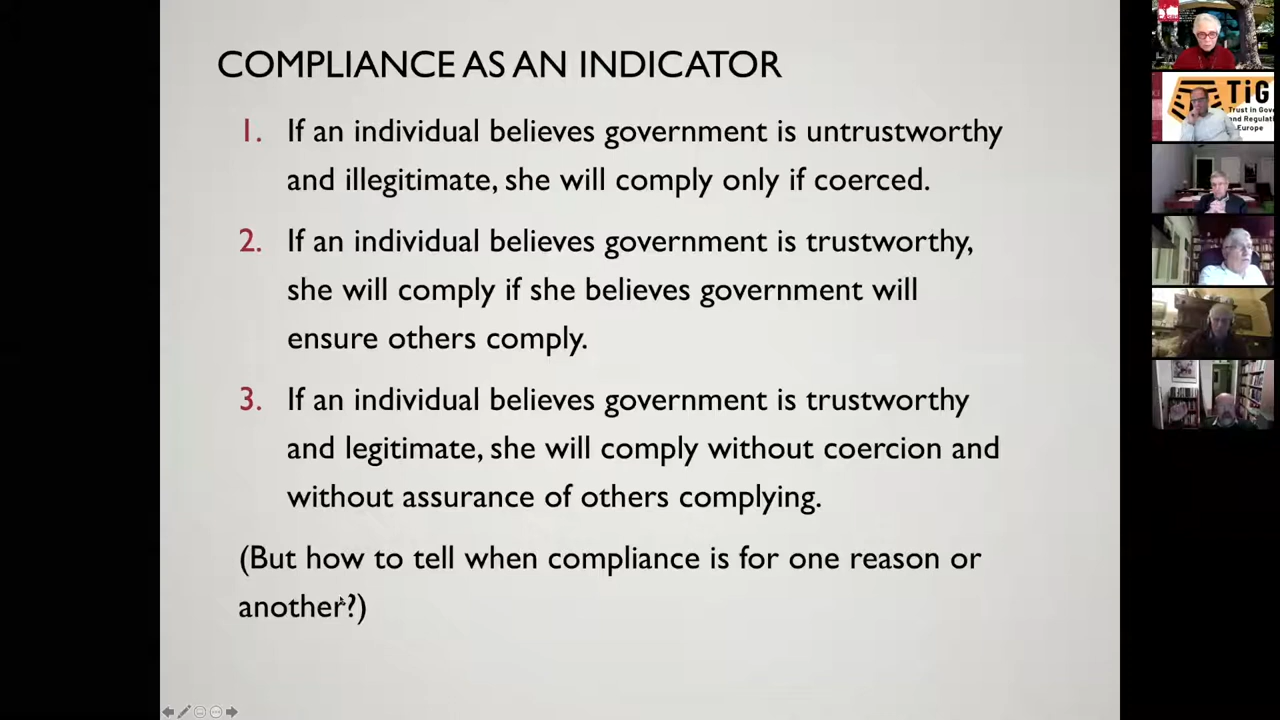 COMPLIANCE AS AN INDICATOR
1. If an individual believes government is untrustworthy
and illegitimate, she will comply only if coerced.
2. If an individual believes government is trustworthy,
she will comply if she believes government will
ensure others comply.
3. If an individual believes government is trustworthy
and legitimate, she will comply without coercion and
without assurance of others complying.
(But how to tell when compliance is for one reason or
another?)
TiG
Trust in Gov
and Regulati
Europe